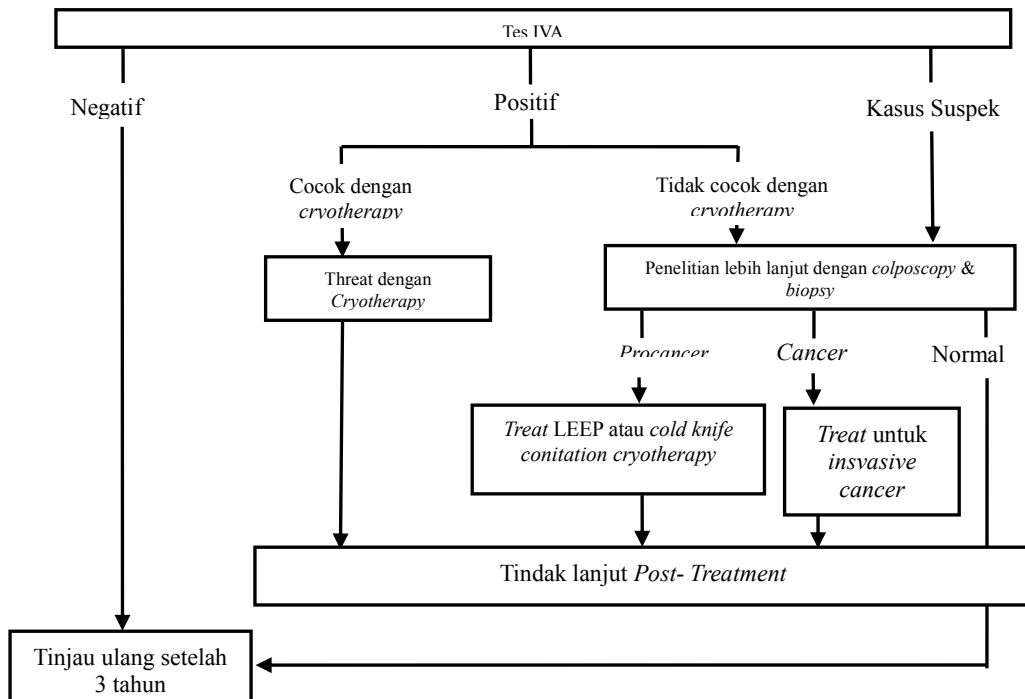 Tes IVA
Negatif
Positif
Kasus Suspek
Cocok dengan
cryotherapy
Tidak cocok dengan
cryotherapy
Threat dengan
Cryotherapy
Penelitian lebih lanjut dengan colposcopy &
biopsy
Procancer
Cancer
Normal
Treat LEEP atau cold knife
conitation cryotherapy
Treat untuk
insvasive
cancer
Tindak lanjut Post- Treatment
Tinjau ulang setelah
3 tahun